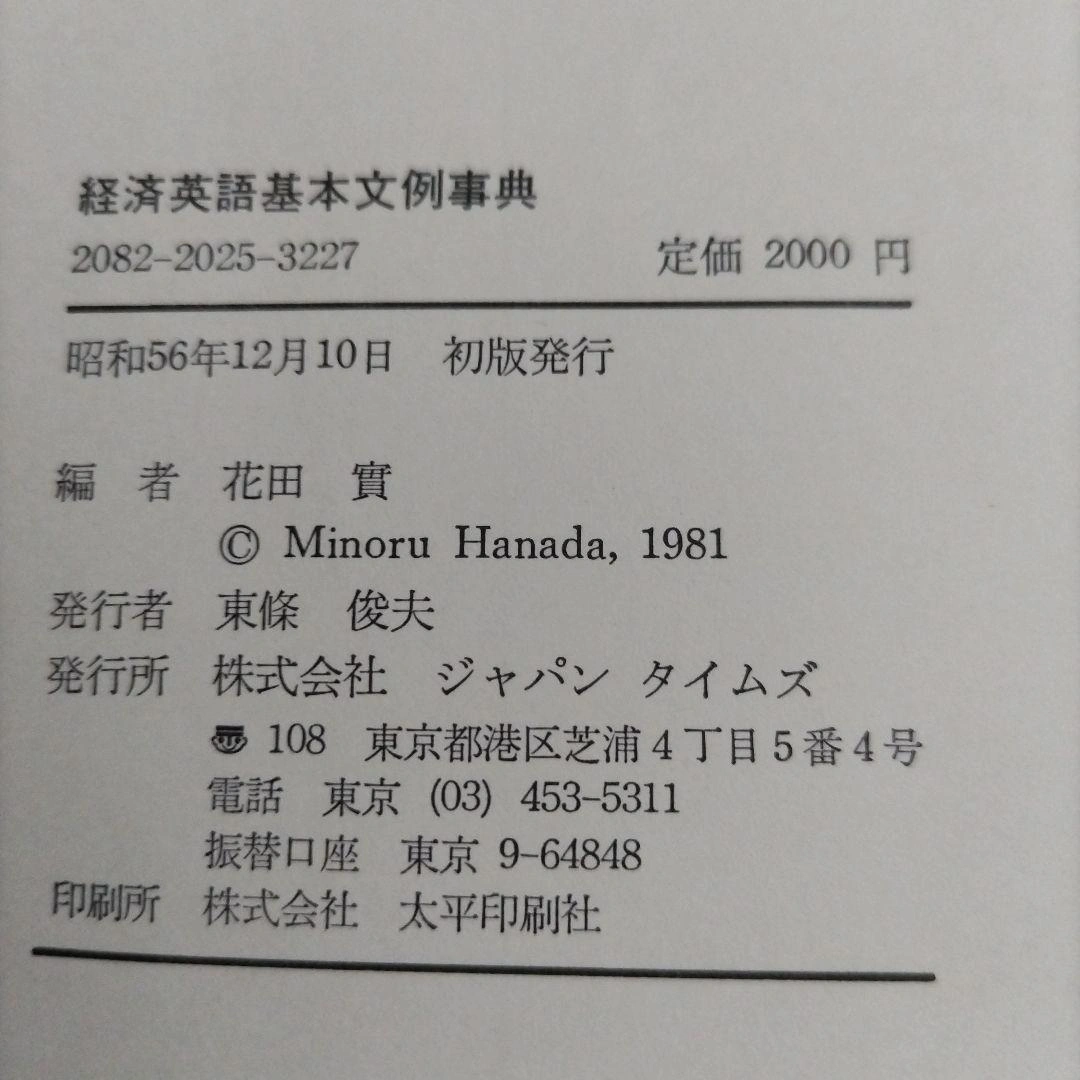 経済英語基本文例事典
2082-2025-3227 定価 2000 円
昭和56年12月10日 初版発行
編 者 花田 實
© Minoru Hanada, 1981
発行者 東條 俊夫
発行所 株式会社 ジャパン タイムズ
〠 108 東京都港区芝浦4丁目5番4号
電話 東京 (03) 453-5311
振替口座 東京 9-64848
印刷所 株式会社 太平印刷社